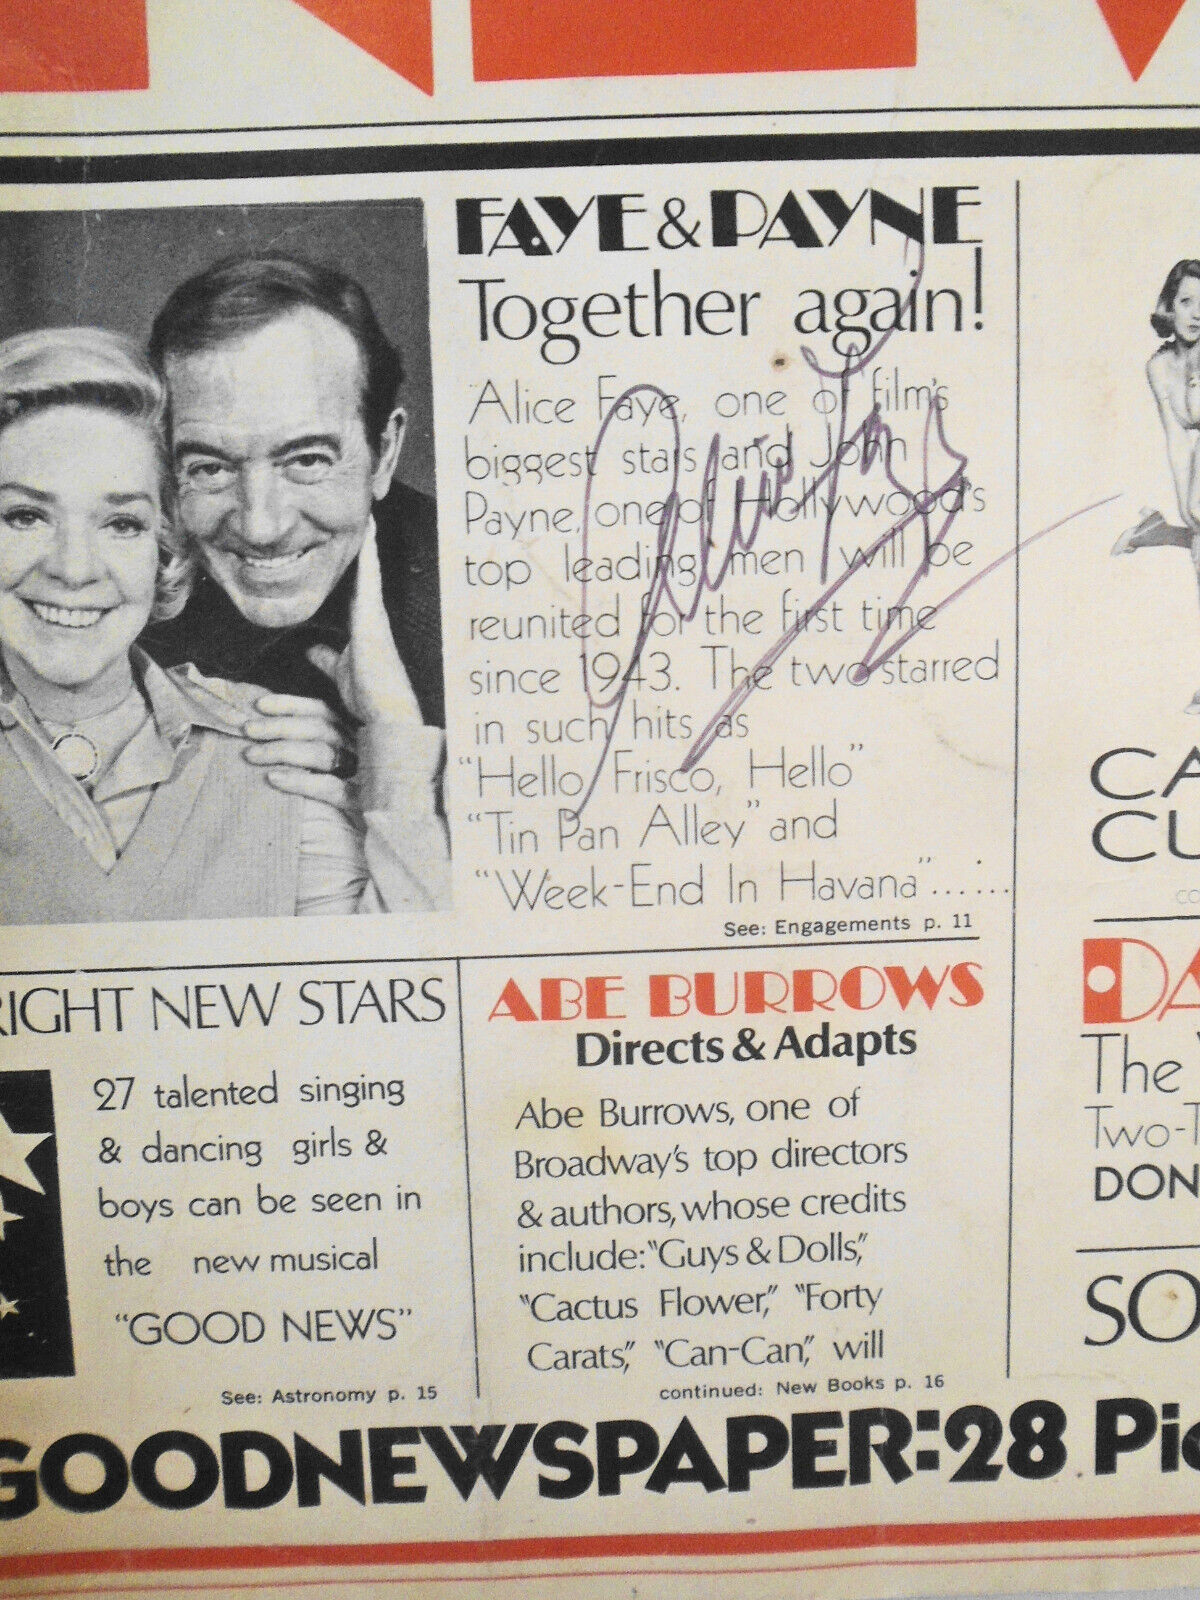 FAYE & PAYNE
Together again!
Alice Faye, one of film's
biggest stars and John
Payne, one of Hollywood's
top leading men will be
reunited for the first time
since 1943. The two starred
in such hits as
"Hello, Frisco, Hello"
"Tin Pan Alley" and
"Week-End In Havana"......
See: Engagements p. 11
RIGHT NEW STARS
27 talented singing
& dancing girls &
boys can be seen in
the new musical
"GOOD NEWS"
See: Astronomy p. 15
ABE BURROWS
Directs & Adapts
Abe Burrows, one of
Broadway's top directors
& authors, whose credits
include: "Guys & Dolls,"
"Cactus Flower," "Forty
Carats," "Can-Can," will
continued: New Books p. 16
CA
CU
CO
DA
The
Two-T
DON
SO
GOODNEWSPAPER:28 Pic